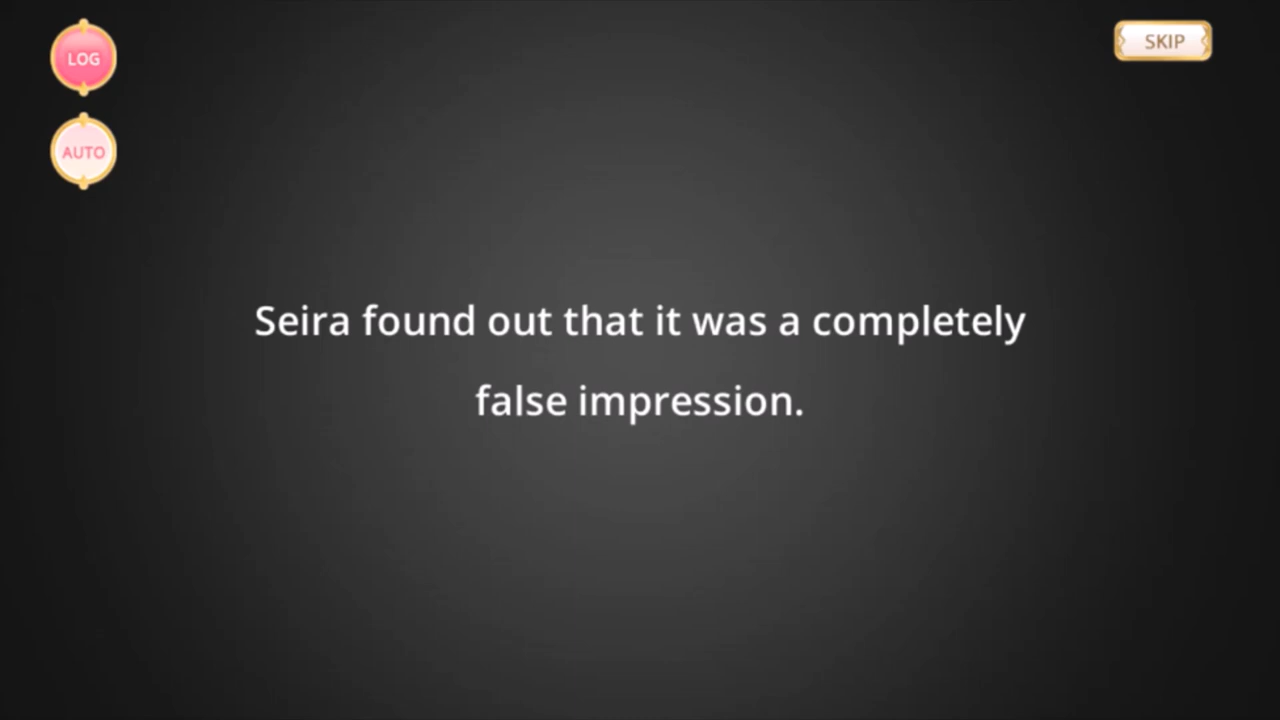 LOG
SKIP
AUTO
Seira found out that it was a completely
false impression.